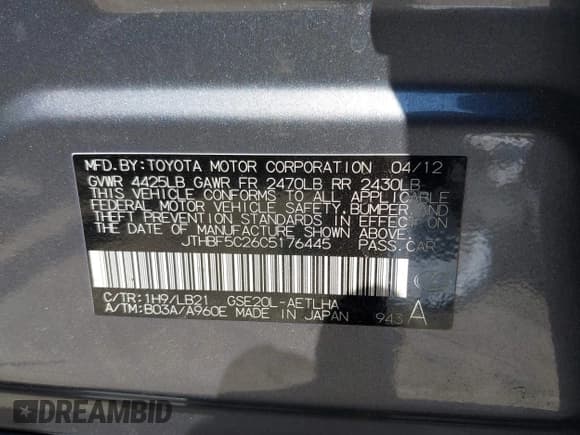 MFD.BY:TOYOTA MOTOR CORPORATION 04/12
GVWR 4425LB GAWR FR 2470LB RR 2430LB
THIS VEHICLE CONFORMS TO ALL APPLICABLE
FEDERAL MOTOR VEHICLE SAFETY, BUMPER, AND
THEFT PREVENTION STANDARDS IN EFFECT ON
THE DATE OF MANUFACTURE SHOWN ABOVE.
JTHBF5C26C5176445 PASS.CAR
C/TR:1H9/LB21 GSE20L-AETLHA
A/TM:B03A/A960E MADE IN JAPAN 943 A
DREAMBID